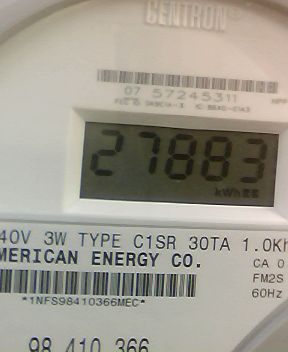 CENTRON®
07 57245311
27883
kWh
40V 3W TYPE C1SR 30TA 1.0Kh
MERICAN ENERGY CO.
CA 0
FM2S
60Hz
*1NFS98410366MEC*
98 410 366